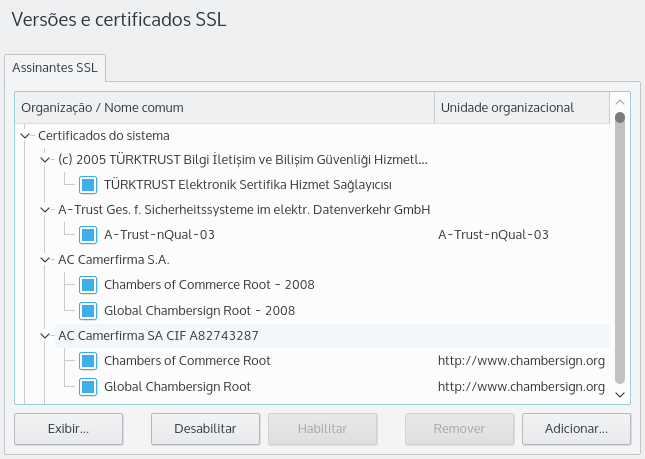 Versões e certificados SSL
Assinantes SSL
Organização / Nome comum Unidade organizacional
Certificados do sistema
(c) 2005 TÜRKTRUST Bilgi İletişim ve Bilişim Güvenliği Hizmetl...
TÜRKTRUST Elektronik Sertifika Hizmet Sağlayıcısı
A-Trust Ges. f. Sicherheitssysteme im elektr. Datenverkehr GmbH
A-Trust-nQual-03 A-Trust-nQual-03
AC Camerfirma S.A.
Chambers of Commerce Root - 2008
Global Chambersign Root - 2008
AC Camerfirma SA CIF A82743287
Chambers of Commerce Root http://www.chambersign.org
Global Chambersign Root http://www.chambersign.org
Exibir... Desabilitar Habilitar Remover Adicionar...